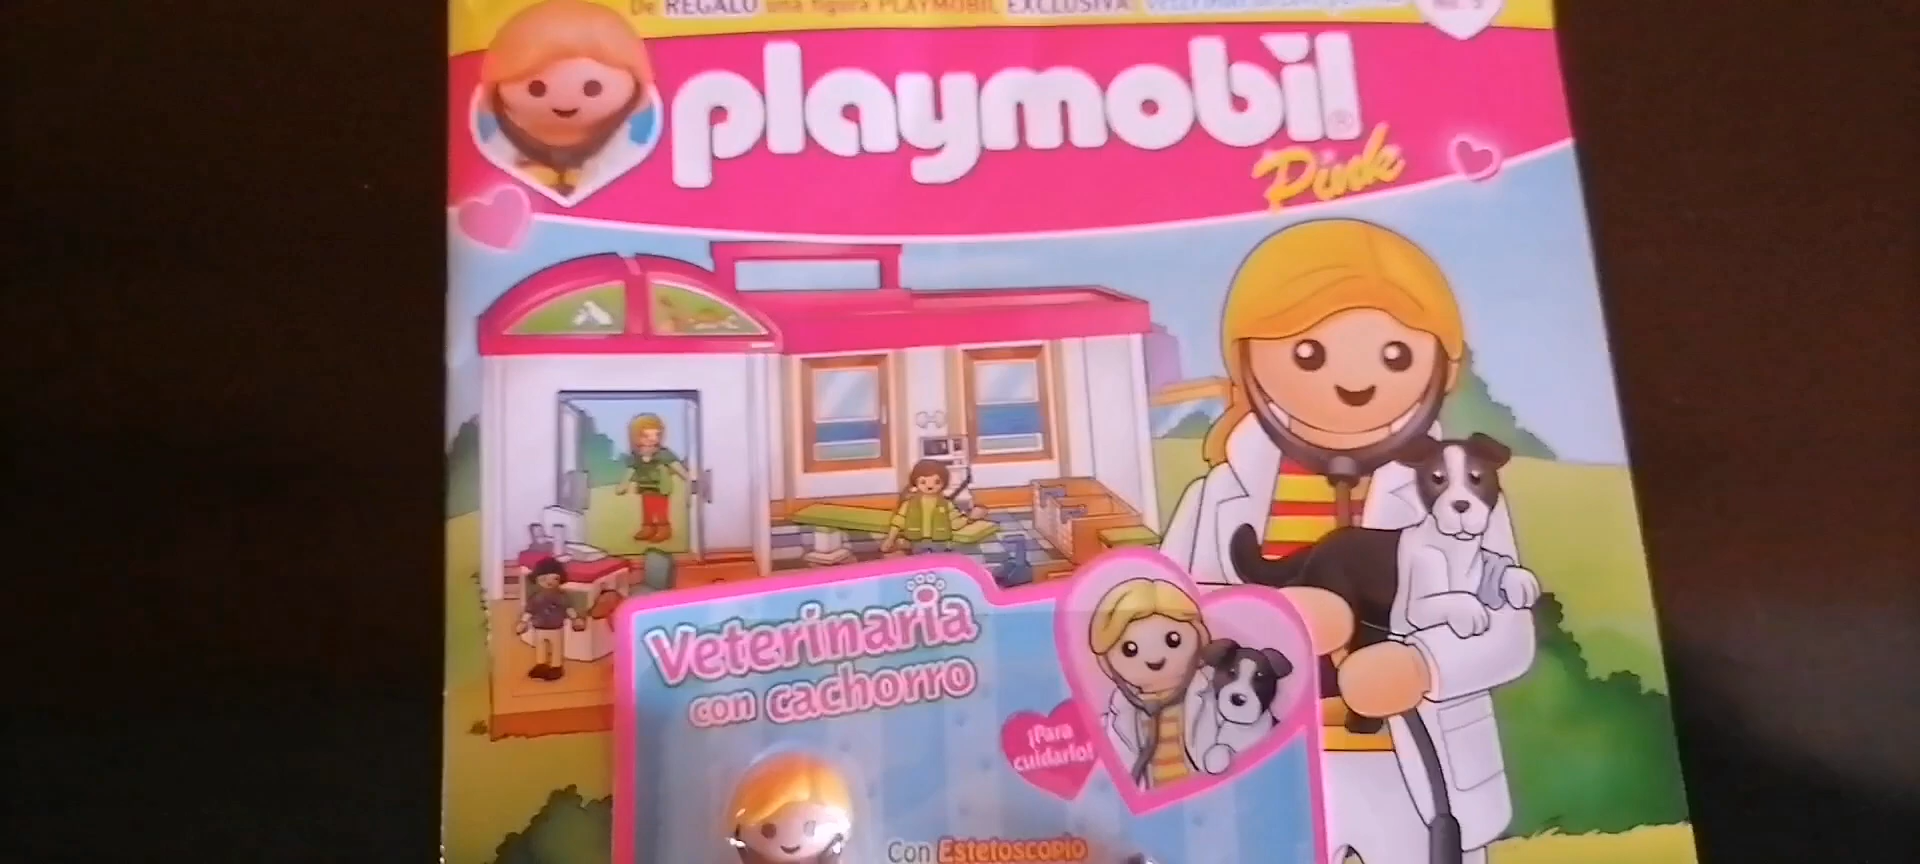 De REGALO una figura PLAYMOBIL EXCLUSIVA:
playmobil®
Pink
Veterinaria
con cachorro
¡Para
cuidarlo!
Con Estetoscopio